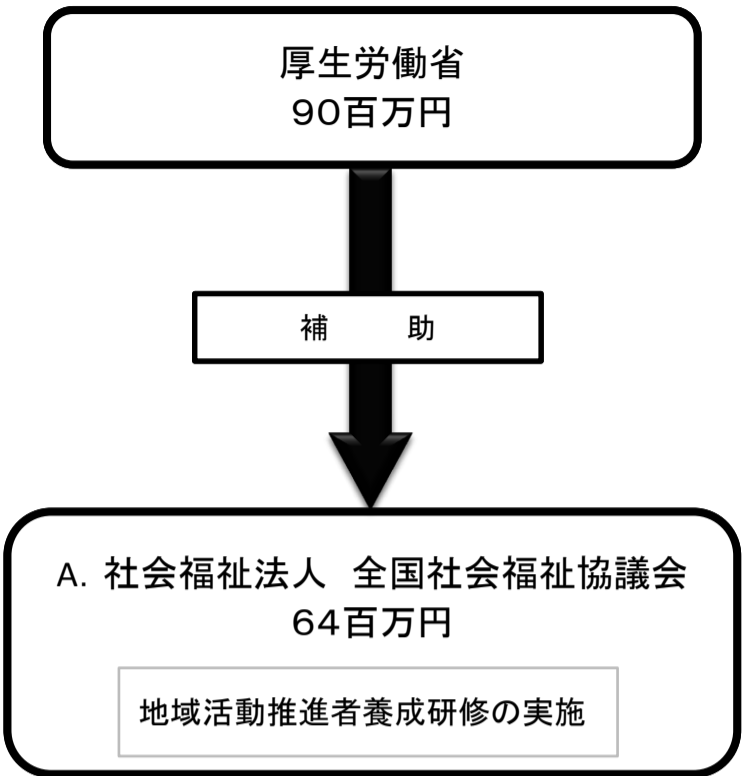 厚生労働省
90百万円
補　　助
A. 社会福祉法人　全国社会福祉協議会
64百万円
地域活動推進者養成研修の実施